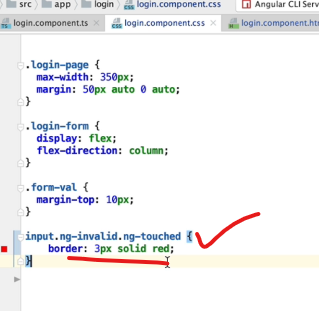 src app login login.component.css Angular CLI Serv
login.component.ts login.component.css login.component.ht
.login-page {
max-width: 350px;
margin: 50px auto 0 auto;
}
.login-form {
display: flex;
flex-direction: column;
}
.form-val {
margin-top: 10px;
}
input.ng-invalid.ng-touched {
border: 3px solid red;
}